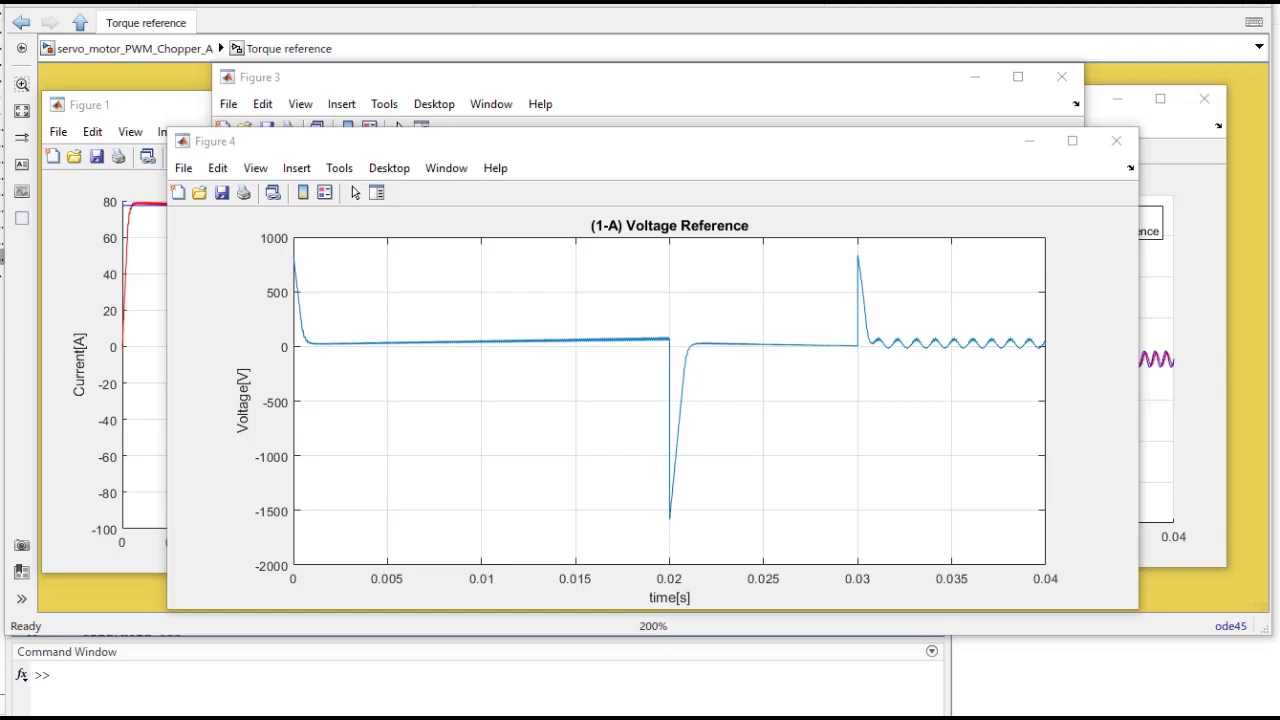 Torque reference
servo_motor_PWM_Chopper_A Torque reference
Figure 3
File Edit View Insert Tools Desktop Window Help
Figure 1
File Edit View In
Figure 4
File Edit View Insert Tools Desktop Window Help
(1-A) Voltage Reference
1000
500
0
-500
-1000
-1500
-2000
Voltage[V]
0 0.005 0.01 0.015 0.02 0.025 0.03 0.035 0.04
time[s]
80
60
40
20
0
-20
-40
-60
-80
-100
Current[A]
0
ence
0.04
Ready 200% ode45
Command Window
fx >>